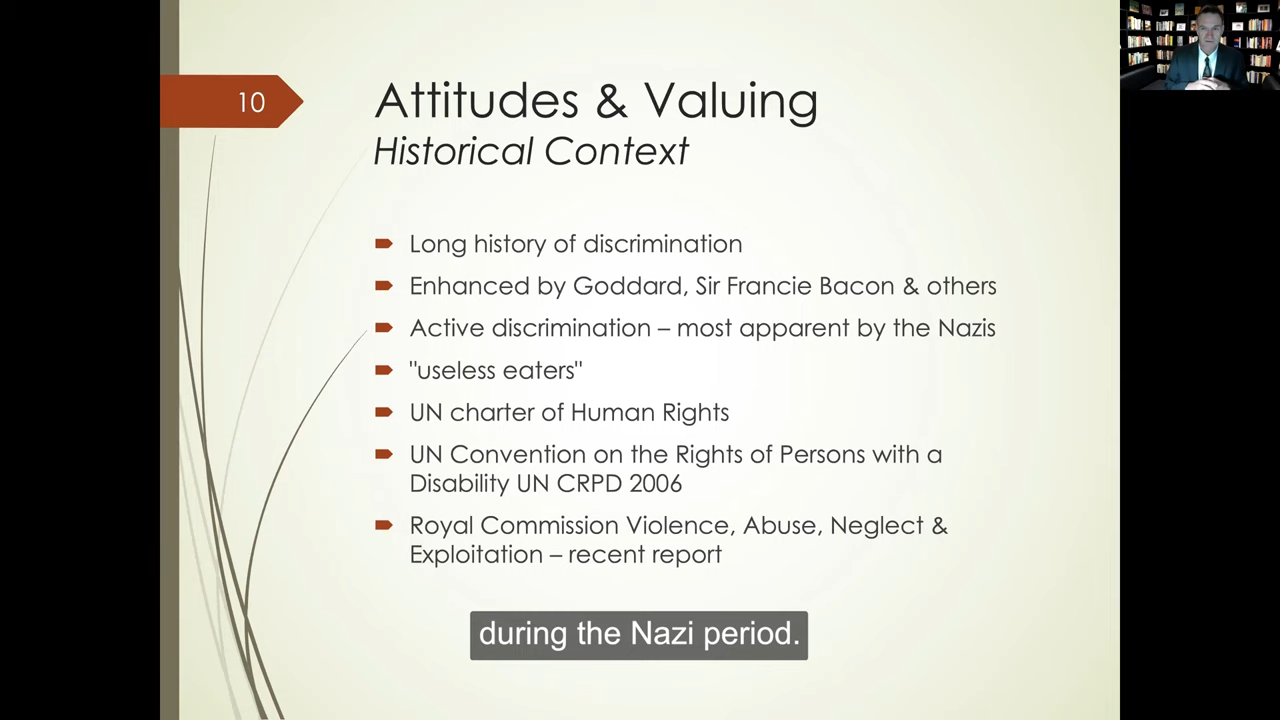 10
Attitudes & Valuing
Historical Context
Long history of discrimination
Enhanced by Goddard, Sir Francie Bacon & others
Active discrimination – most apparent by the Nazis
"useless eaters"
UN charter of Human Rights
UN Convention on the Rights of Persons with a
Disability UN CRPD 2006
Royal Commission Violence, Abuse, Neglect &
Exploitation – recent report
during the Nazi period.